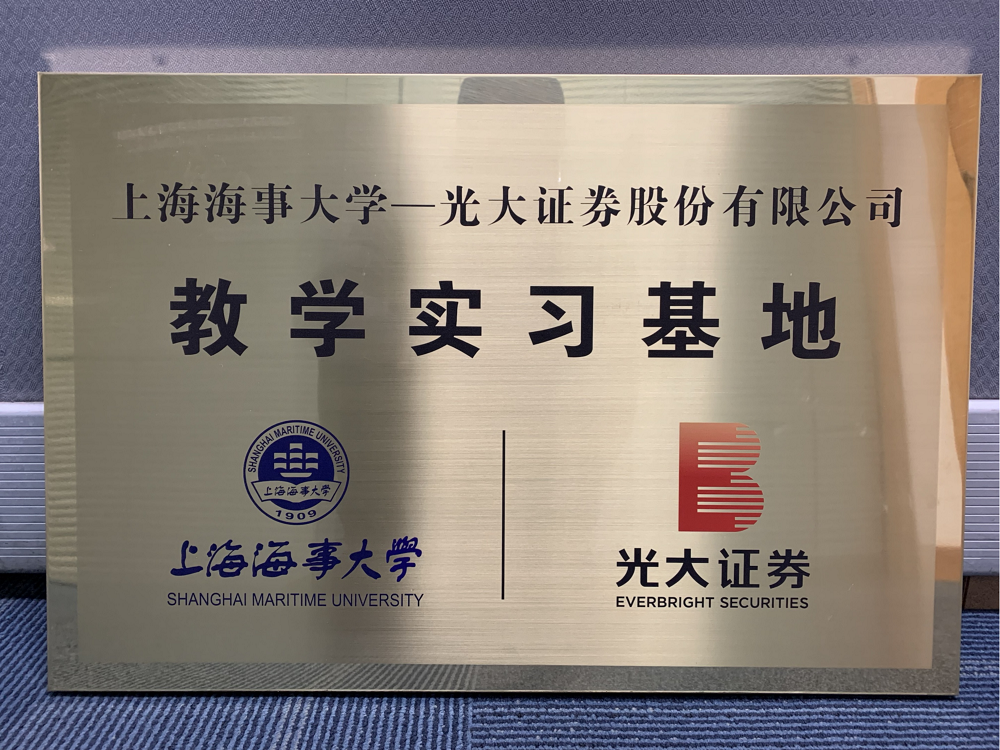 上海海事大学—光大证券股份有限公司
教学实习基地
SHANGHAI MARITIME UNIVERSITY
上海海事大学
1909
上海海事大學
SHANGHAI MARITIME UNIVERSITY
光大证券
EVERBRIGHT SECURITIES